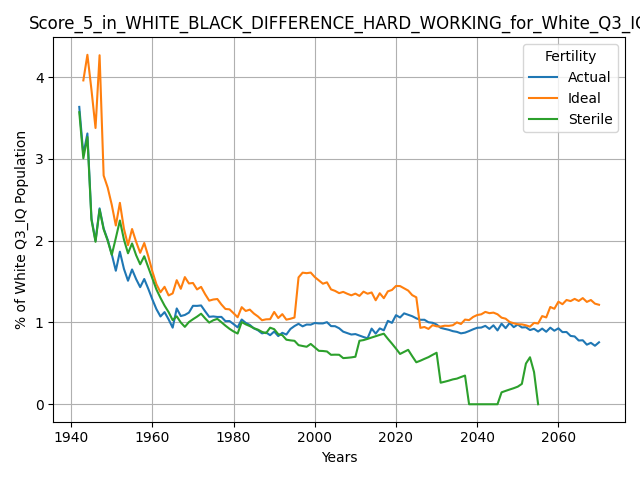 Score_5_in_WHITE_BLACK_DIFFERENCE_HARD_WORKING_for_White_Q3_IQ
Fertility
Actual
Ideal
Sterile
% of White Q3_IQ Population
4
3
2
1
0
1940 1960 1980 2000 2020 2040 2060
Years